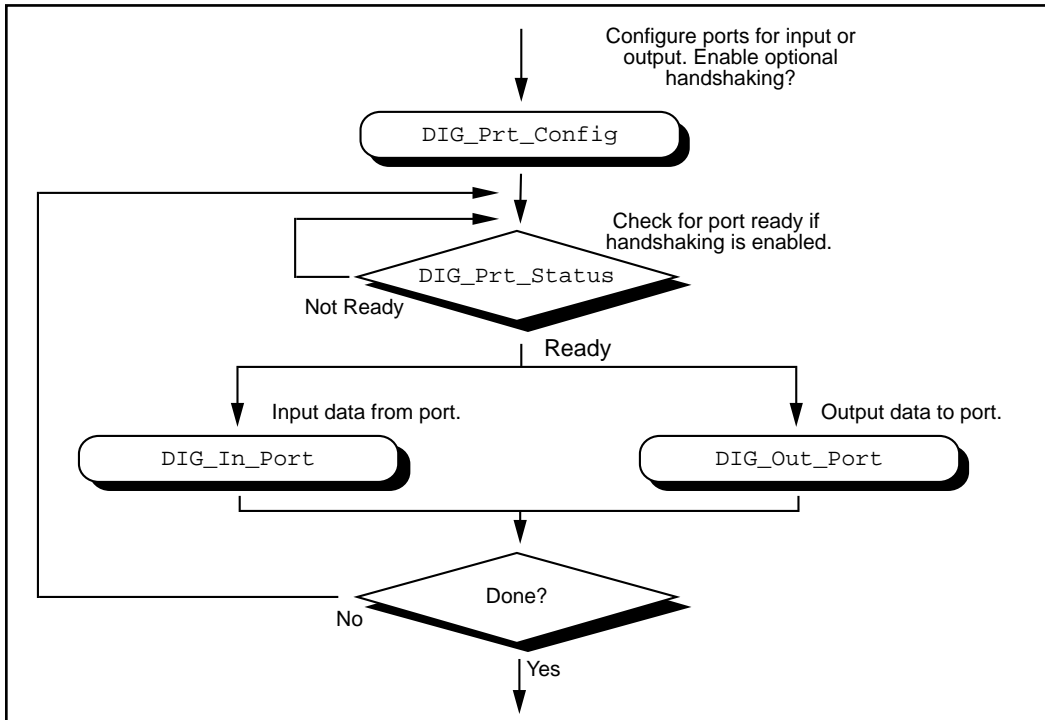 Configure ports for input or
output. Enable optional
handshaking?
DIG_Prt_Config
Check for port ready if
handshaking is enabled.
DIG_Prt_Status
Not Ready
Ready
Input data from port.
Output data to port.
DIG_In_Port
DIG_Out_Port
Done?
No
Yes